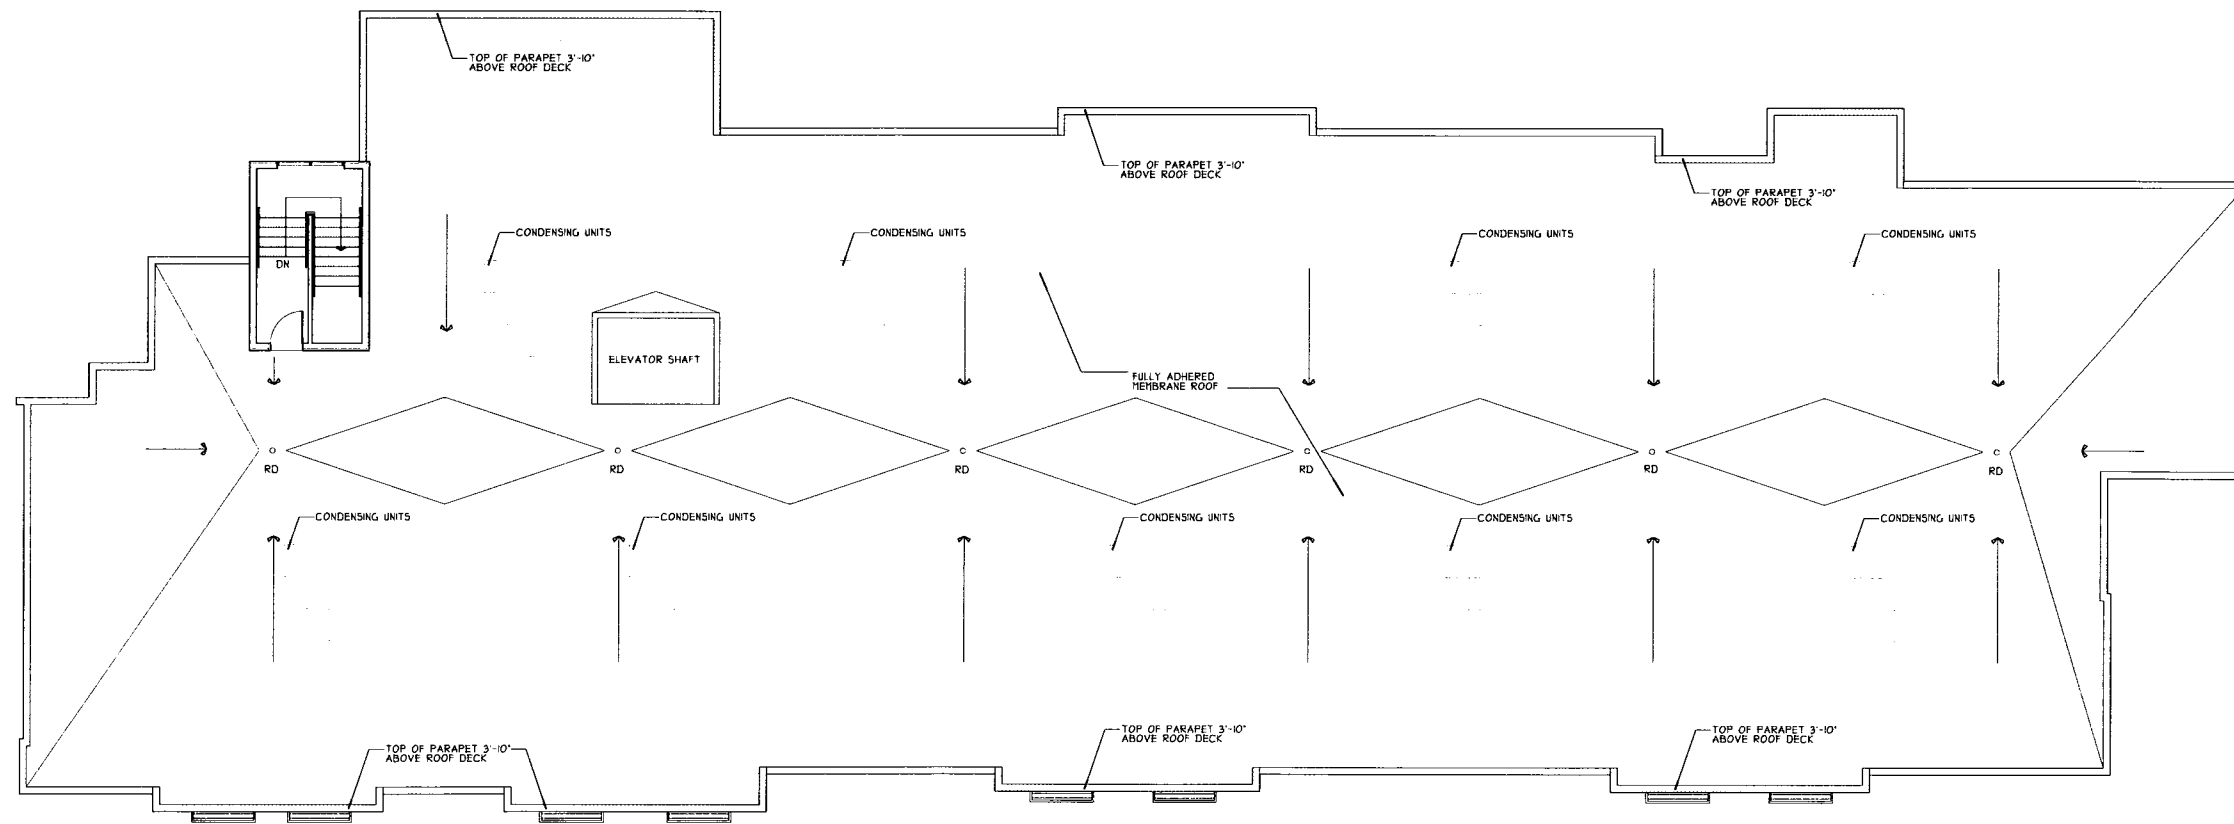 TOP OF PARAPET 3'-10"
ABOVE ROOF DECK
TOP OF PARAPET 3'-10"
ABOVE ROOF DECK
TOP OF PARAPET 3'-10"
ABOVE ROOF DECK
CONDENSING UNITS
CONDENSING UNITS
CONDENSING UNITS
CONDENSING UNITS
DN
ELEVATOR SHAFT
FULLY ADHERED
MEMBRANE ROOF
RD
RD
RD
RD
RD
RD
CONDENSING UNITS
CONDENSING UNITS
CONDENSING UNITS
CONDENSING UNITS
CONDENSING UNITS
TOP OF PARAPET 3'-10"
ABOVE ROOF DECK
TOP OF PARAPET 3'-10"
ABOVE ROOF DECK
TOP OF PARAPET 3'-10"
ABOVE ROOF DECK